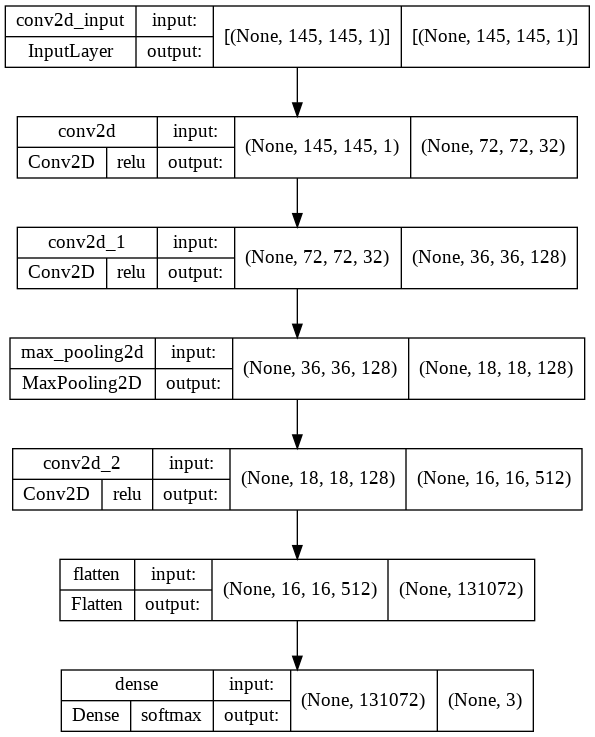 conv2d_input input: [(None, 145, 145, 1)] [(None, 145, 145, 1)]
InputLayer output:
conv2d input: (None, 145, 145, 1) (None, 72, 72, 32)
Conv2D relu output:
conv2d_1 input: (None, 72, 72, 32) (None, 36, 36, 128)
Conv2D relu output:
max_pooling2d input: (None, 36, 36, 128) (None, 18, 18, 128)
MaxPooling2D output:
conv2d_2 input: (None, 18, 18, 128) (None, 16, 16, 512)
Conv2D relu output:
flatten input: (None, 16, 16, 512) (None, 131072)
Flatten output:
dense input: (None, 131072) (None, 3)
Dense softmax output: